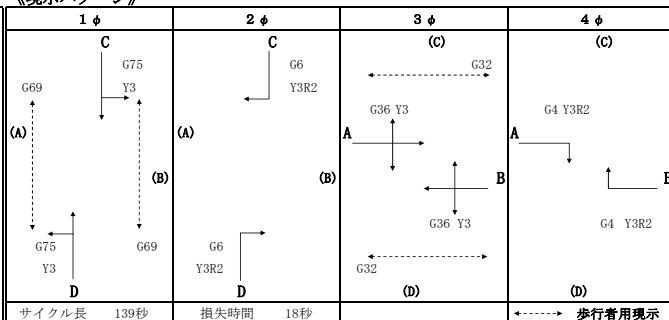 《現示パターン》
1φ 2φ 3φ 4φ
C C (C) (C)
G75 G6 G32
G69 Y3 Y3R2
G36 Y3 G4 Y3R2
(A) (A) A A
(B) (B) B B
G36 Y3 G4 Y3R2
G75 G69 G6
Y3 Y3R2 G32
D D (D) (D)
サイクル長 139秒 損失時間 18秒 歩行者用現示